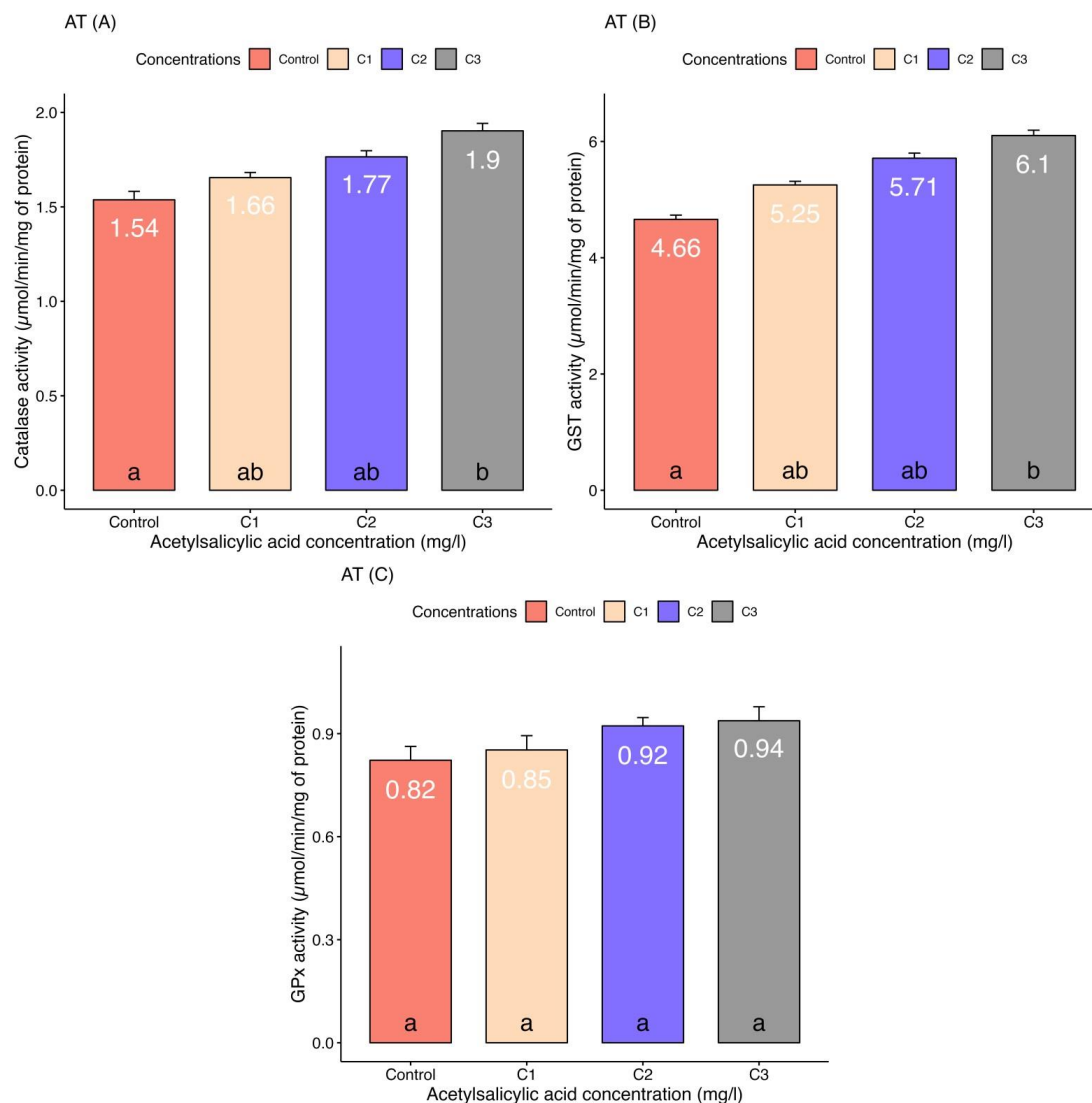 AT (A)
Concentrations Control C1 C2 C3
Catalase activity (µmol/min/mg of protein)
2.0
1.5
1.0
0.5
0.0
1.54
1.66
1.77
1.9
a
ab
ab
b
Control C1 C2 C3
Acetylsalicylic acid concentration (mg/l)
AT (B)
Concentrations Control C1 C2 C3
GST activity (µmol/min/mg of protein)
6
4
2
0
4.66
5.25
5.71
6.1
a
ab
ab
b
Control C1 C2 C3
Acetylsalicylic acid concentration (mg/l)
AT (C)
Concentrations Control C1 C2 C3
GPx activity (µmol/min/mg of protein)
0.9
0.6
0.3
0.0
0.82
0.85
0.92
0.94
a
a
a
a
Control C1 C2 C3
Acetylsalicylic acid concentration (mg/l)